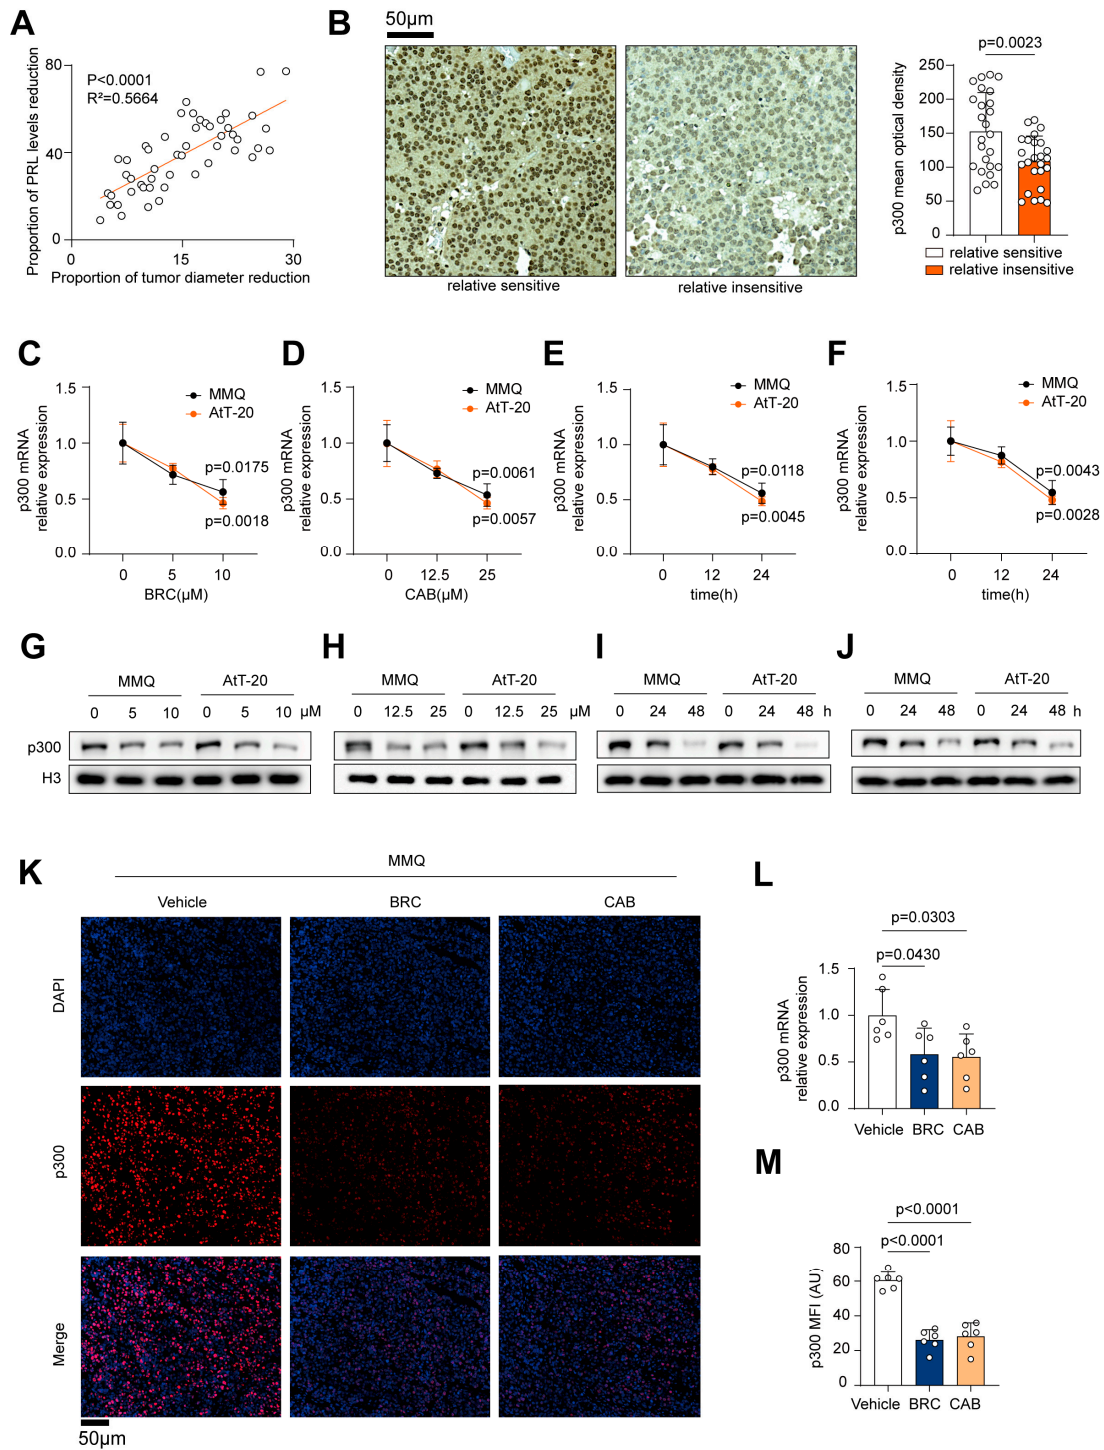 A
80
40
0
0
15
30
P<0.0001
R²=0.5664
Proportion of PRL levels reduction
Proportion of tumor diameter reduction
B
50μm
relative sensitive
relative insensitive
p=0.0023
250
200
150
100
50
0
p300 mean optical density
relative sensitive
relative insensitive
C
1.5
1.0
0.5
0.0
p300 mRNA
relative expression
MMQ
AtT-20
p=0.0175
p=0.0018
0 5 10
BRC(μM)
D
1.5
1.0
0.5
0.0
p300 mRNA
relative expression
MMQ
AtT-20
p=0.0061
p=0.0057
0 12.5 25
CAB(μM)
E
1.5
1.0
0.5
0.0
p300 mRNA
relative expression
MMQ
AtT-20
p=0.0118
p=0.0045
0 12 24
time(h)
F
1.5
1.0
0.5
0.0
p300 mRNA
relative expression
MMQ
AtT-20
p=0.0043
p=0.0028
0 12 24
time(h)
G
MMQ AtT-20
0 5 10 0 5 10 μM
p300
H3
H
MMQ AtT-20
0 12.5 25 0 12.5 25 μM
I
MMQ AtT-20
0 24 48 0 24 48 h
J
MMQ AtT-20
0 24 48 0 24 48 h
K
MMQ
Vehicle BRC CAB
DAPI
p300
Merge
50μm
L
p=0.0303
p=0.0430
1.5
1.0
0.5
0.0
p300 mRNA
relative expression
Vehicle BRC CAB
M
p<0.0001
p<0.0001
80
60
40
20
0
p300 MFI (AU)
Vehicle BRC CAB